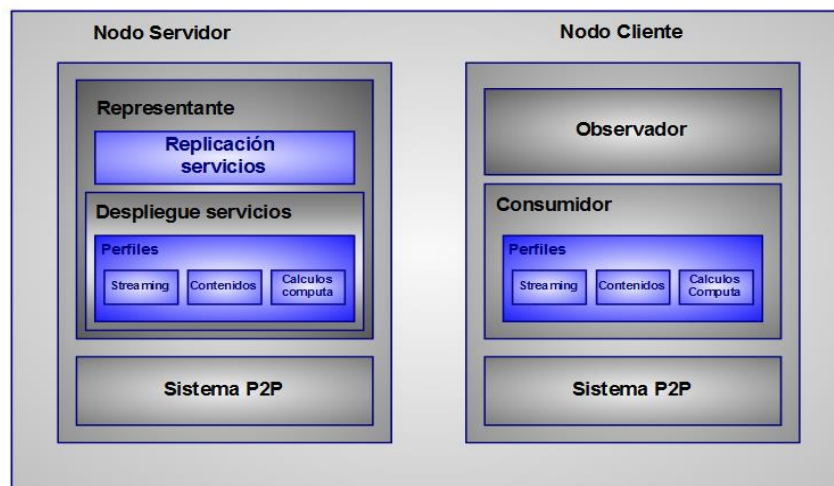 Nodo Servidor
Representante
Replicación
servicios
Despliegue servicios
Perfiles
Streaming
Contenidos
Calculos
computa
Sistema P2P
Nodo Cliente
Observador
Consumidor
Perfiles
Streaming
Contenidos
Calculos
Computa
Sistema P2P